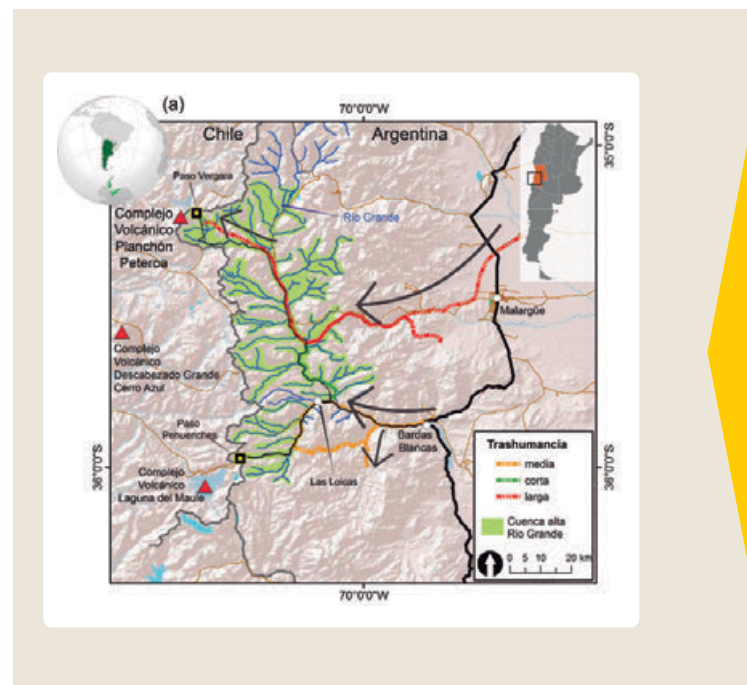 (a)
70°0'0"W
Chile
Argentina
35°0'0"S
Paso Vergara
Complejo
Volcánico
Planchón
Peteroa
Río Grande
Malargüe
Complejo
Volcánico
Descabezado Grande
Cerro Azul
Paso
Pehuenches
Bardas
Blancas
Las Loicas
Complejo
Volcánico
Laguna del Maule
36°0'0"S
36°0'0"S
Trashumancia
media
corta
larga
Cuenca alta
Río Grande
0 5 10 20 km
70°0'0"W